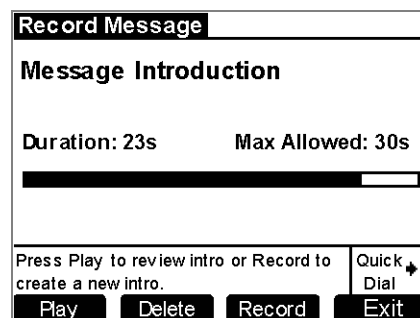 Record Message
Message Introduction
Duration: 23s Max Allowed: 30s
Press Play to review intro or Record to
create a new intro.
Quick
Dial
Play Delete Record Exit